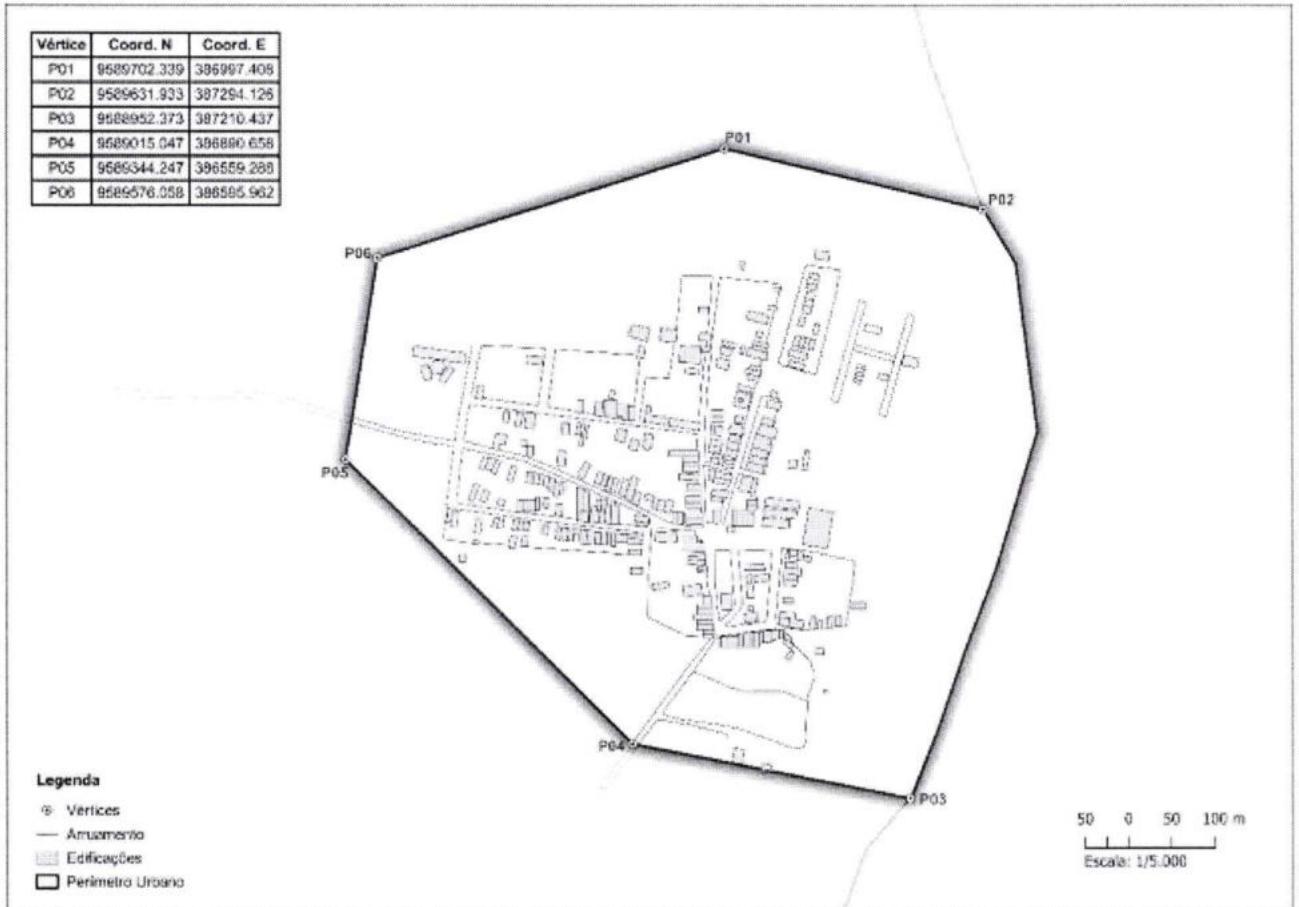 Vértice Coord. N Coord. E
P01 9589702.339 386997.408
P02 9589631.933 387294.126
P03 9588952.373 387210.437
P04 9589015.047 386890.658
P05 9589344.247 386559.288
P06 9589576.058 386595.962
P01
P02
P06
P05
P04
P03
Legenda
Vértices
Arruamento
Edificações
Perímetro Urbano
50 0 50 100 m
Escala: 1/5.000